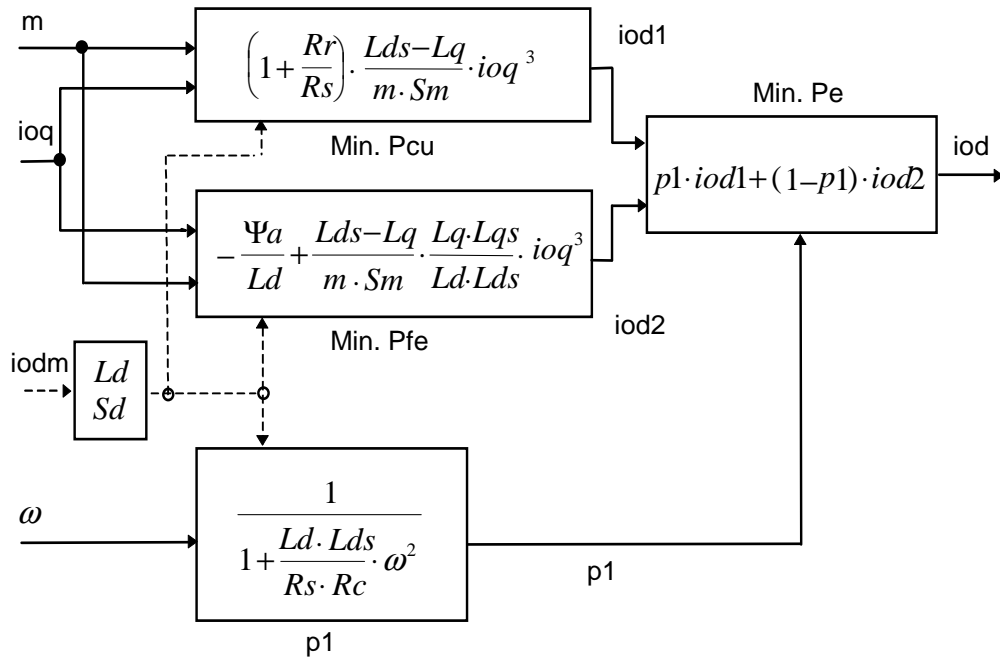 m
ioq
(1 + Rr/Rs) · (Lds–Lq)/(m · Sm) · ioq ³
Min. Pcu
iod1
Min. Pe
p1·iod1+(1–p1)·iod2
iod
– Ψa/Ld + (Lds–Lq)/(m · Sm) · (Lq·Lqs)/(Ld·Lds) · ioq³
Min. Pfe
iod2
iodm
Ld
Sd
ω
1/(1+ (Ld · Lds)/(Rs · Rc) · ω²)
p1
p1